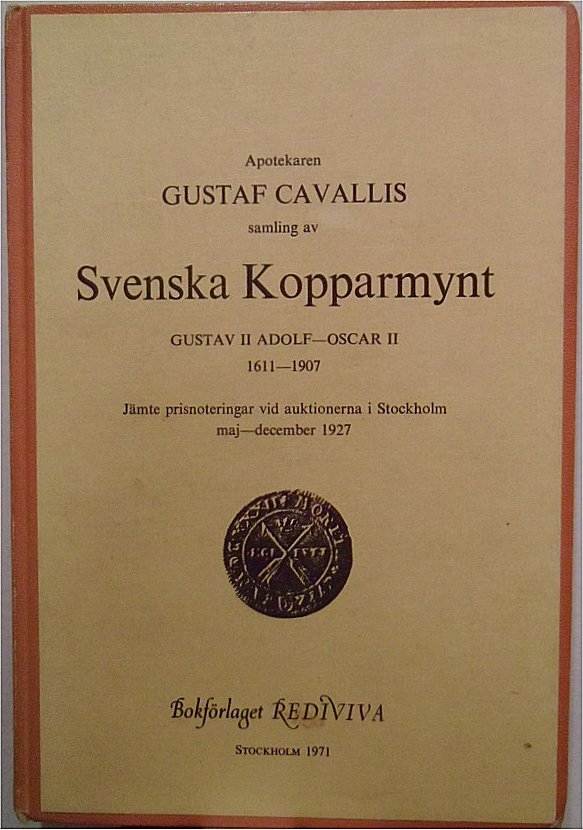 Apotekaren
GUSTAF CAVALLIS
samling av
Svenska Kopparmynt
GUSTAV II ADOLF—OSCAR II
1611—1907
Jämte prisnoteringar vid auktionerna i Stockholm
maj—december 1927
Bokförlaget REDIVIVA
STOCKHOLM 1971